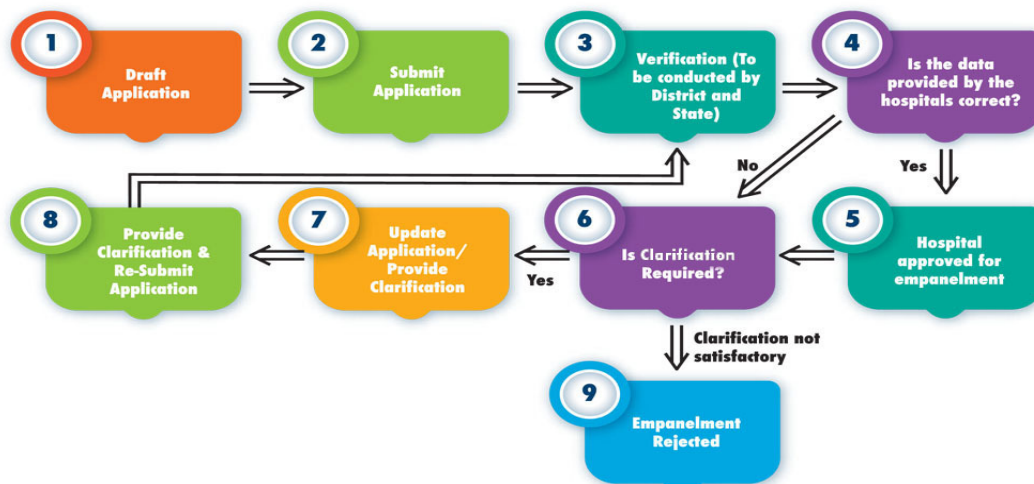 1
Draft
Application
2
Submit
Application
3
Verification (To
be conducted by
District and
State)
4
Is the data
provided by the
hospitals correct?
No
Yes
8
Provide
Clarification &
Re-Submit
Application
7
Update
Application/
Provide
Clarification
Yes
6
Is Clarification
Required?
5
Hospital
approved for
empanelment
Clarification not
satisfactory
9
Empanelment
Rejected